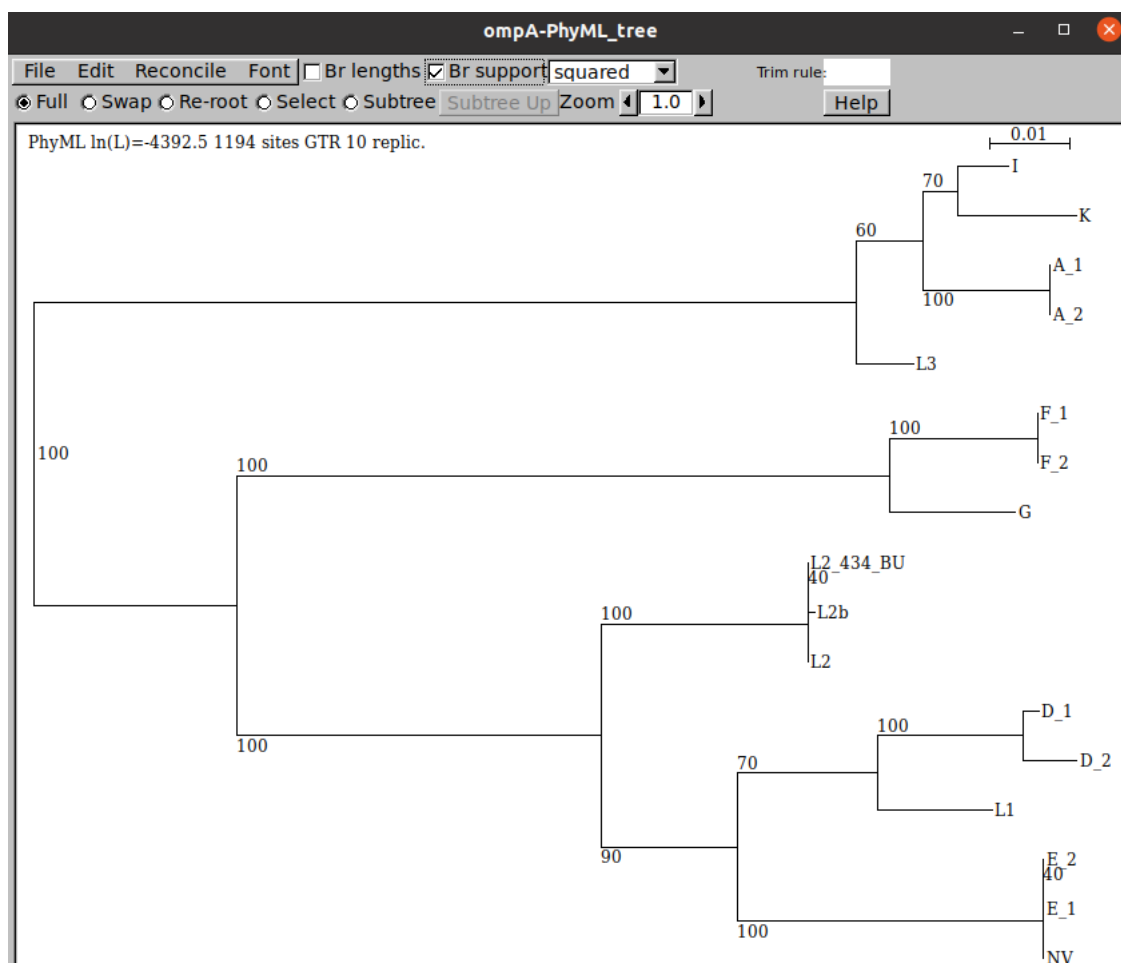 ompA-PhyML_tree
File Edit Reconcile Font Br lengths Br support squared Trim rule:
Full Swap Re-root Select Subtree Subtree Up Zoom 1.0 Help
PhyML ln(L)=-4392.5 1194 sites GTR 10 replic.
0.01
I
70
K
60
A_1
100
A_2
L3
F_1
100
100
100
F_2
G
L2_434_BU
40
100
L2b
L2
D_1
100
100
70
D_2
L1
90
E_2
40
E_1
100
NV